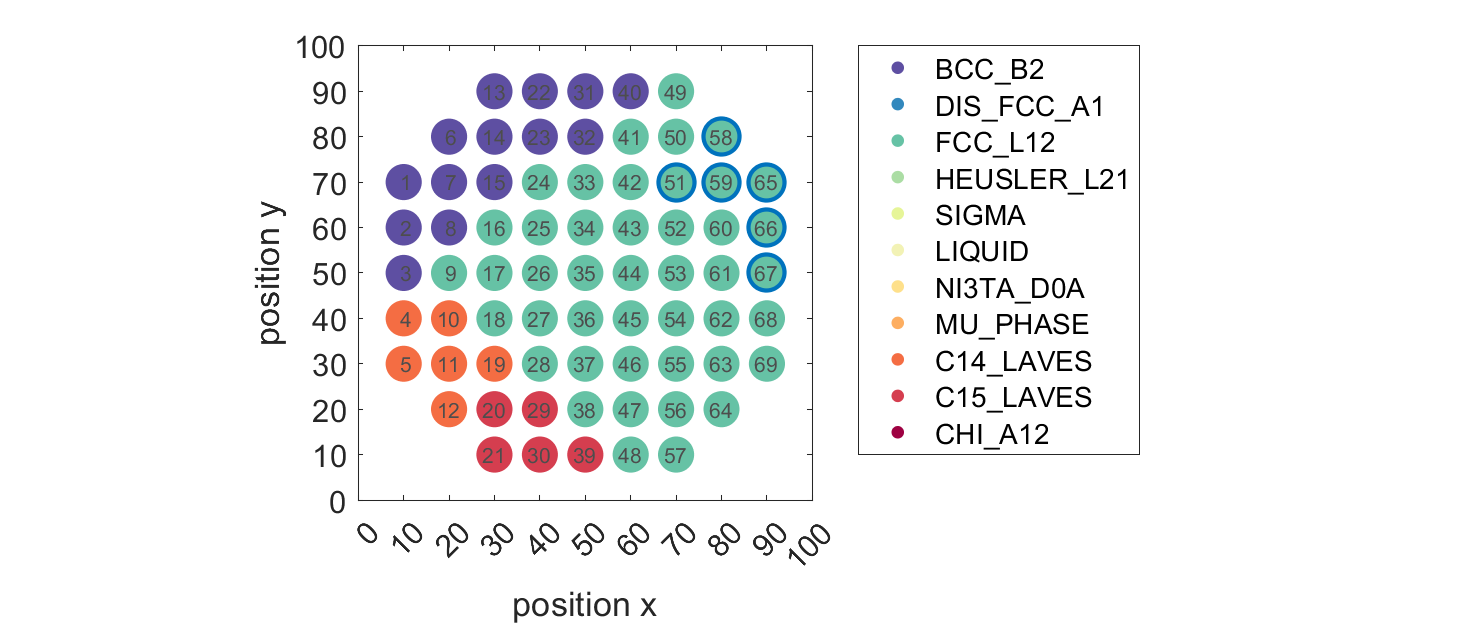 100
90 13 22 31 40 49
80 6 14 23 32 41 50 58
70 1 7 15 24 33 42 51 59 65
60 2 8 16 25 34 43 52 60 66
50 3 9 17 26 35 44 53 61 67
40 4 10 18 27 36 45 54 62 68
30 5 11 19 28 37 46 55 63 69
20 12 20 29 38 47 56 64
10 21 30 39 48 57
0
position y
0 10 20 30 40 50 60 70 80 90 100
position x
BCC_B2
DIS_FCC_A1
FCC_L12
HEUSLER_L21
SIGMA
LIQUID
NI3TA_D0A
MU_PHASE
C14_LAVES
C15_LAVES
CHI_A12